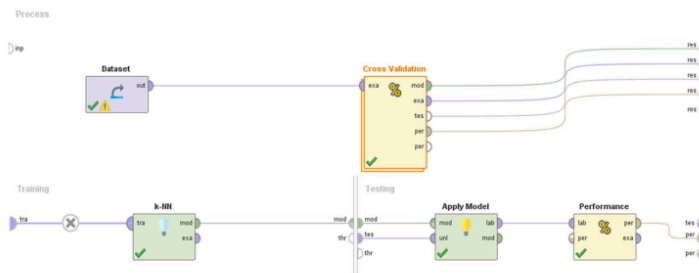 Process
inp
res
res
res
res
res
Dataset
out
Cross Validation
exa
mod
exa
tes
per
per
Training
Testing
tra
k-NN
tra
mod
exa
mod
thr
mod
tes
thr
Apply Model
mod
lab
unl
mod
Performance
lab
per
per
exa
tes
per
per